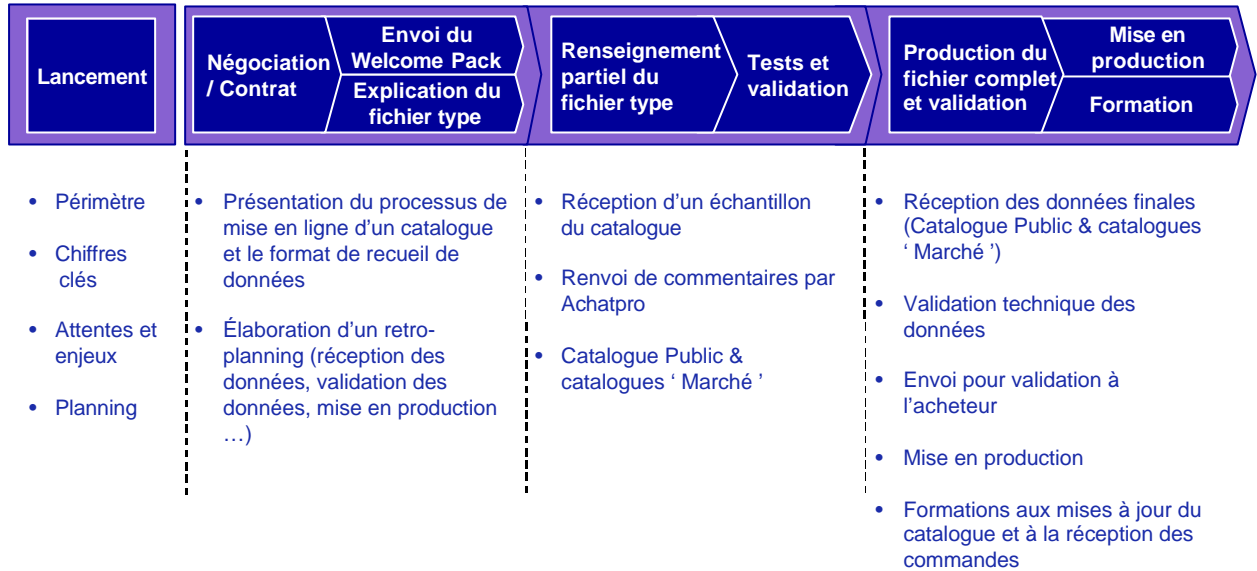 Lancement
Négociation
/ Contrat
Envoi du
Welcome Pack
Explication du
fichier type
Renseignement
partiel du
fichier type
Tests et
validation
Production du
fichier complet
et validation
Mise en
production
Formation
• Périmètre
• Chiffres
clés
• Attentes et
enjeux
• Planning
• Présentation du processus de
mise en ligne d’un catalogue
et le format de recueil de
données
• Élaboration d’un retro-
planning (réception des
données, validation des
données, mise en production
…)
• Réception d’un échantillon
du catalogue
• Renvoi de commentaires par
Achatpro
• Catalogue Public &
catalogues ‘ Marché ’
• Réception des données finales
(Catalogue Public & catalogues
‘ Marché ’)
• Validation technique des
données
• Envoi pour validation à
l’acheteur
• Mise en production
• Formations aux mises à jour du
catalogue et à la réception des
commandes